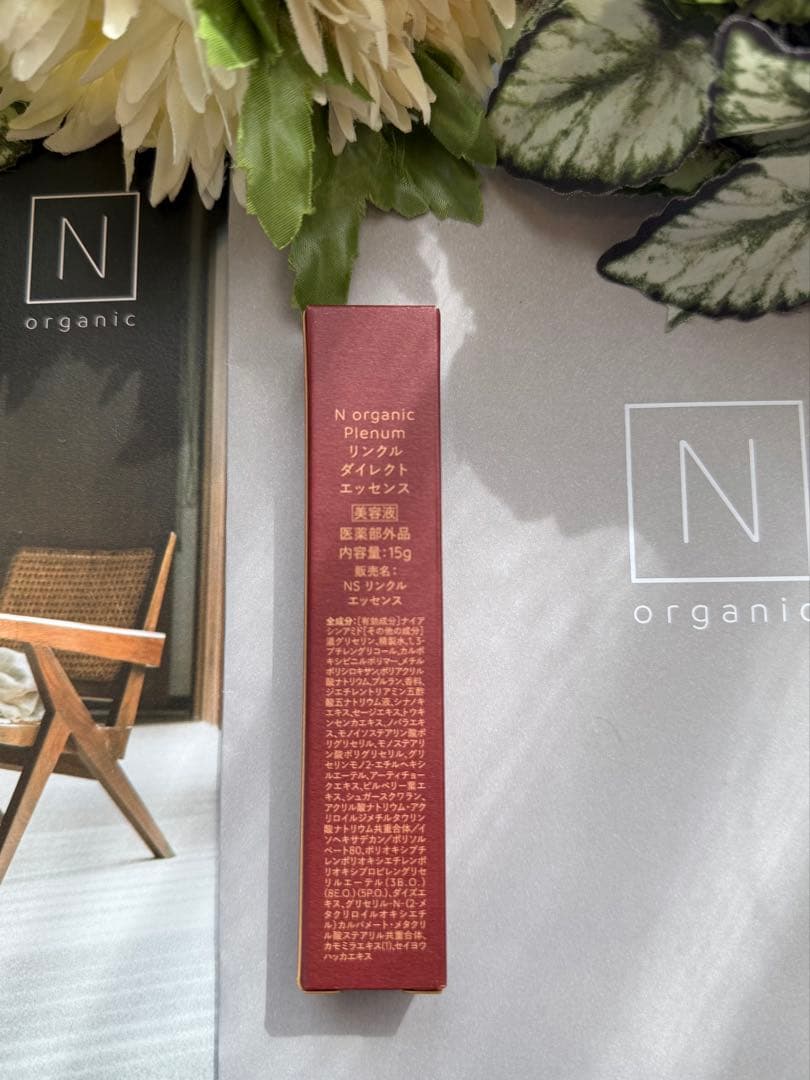 N
organic
N organic
Plenum
リンクル
ダイレクト
エッセンス
美容液
医薬部外品
内容量:15g
販売名:
NS リンクル
エッセンス
全成分:[有効成分]ナイア
シンアミド[その他の成分]
濃グリセリン、精製水、1,3-
ブチレングリコール、カルボ
キシビニルポリマー、メチル
ポリシロキサン、ポリアクリル
酸ナトリウム、プルラン、香料、
ジエチレントリアミン五酢
酸五ナトリウム液、シナノキ
エキス、セージエキス、トウキ
ンセンカエキス、ノバラエキ
ス、モノイソステアリン酸ポ
リグリセリル、モノステアリ
ン酸ポリグリセリル、グリ
セリンモノ2-エチルヘキシ
ルエーテル、アーティチョー
クエキス、ビルベリー葉エ
キス、シュガースクワラン、
アクリル酸ナトリウム・アク
リロイルジメチルタウリン
酸ナトリウム共重合体/イ
ソヘキサデカン/ポリソル
ベート80、ポリオキシブチ
レンポリオキシエチレンポ
リオキシプロピレングリセ
リルエーテル(3B.O.)
(8E.O.)(5P.O.)、ダイズエ
キス、グリセリル-N-(2-メ
タクリロイルオキシエチ
ル)カルバメート・メタクリ
ル酸ステアリル共重合体、
カモミラエキス(1)、セイヨウ
ハッカエキス
N
organic